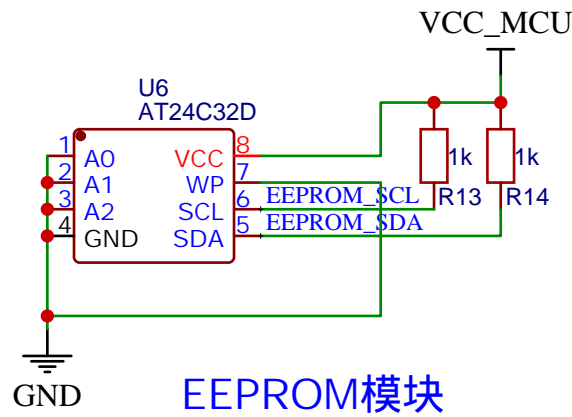 VCC_MCU
U6
AT24C32D
1 A0 VCC 8
2 A1 WP 7
3 A2 SCL 6 EEPROM_SCL
4 GND SDA 5 EEPROM_SDA
1k 1k
R13 R14
GND
EEPROM模块